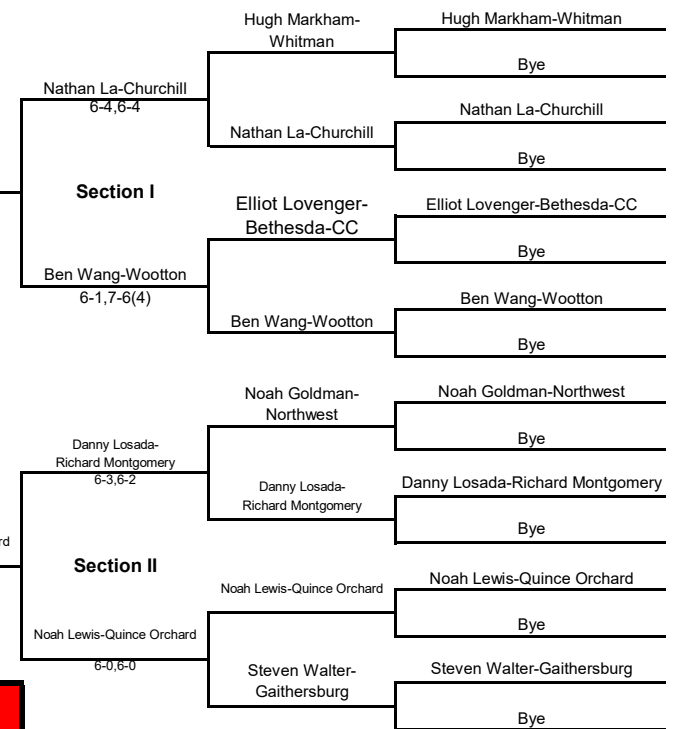 Hugh Markham-
Whitman
Hugh Markham-Whitman
Bye
Nathan La-Churchill
6-4,6-4
Nathan La-Churchill
Nathan La-Churchill
Bye
Section I
Elliot Lovenger-
Bethesda-CC
Elliot Lovenger-Bethesda-CC
Bye
Ben Wang-Wootton
6-1,7-6(4)
Ben Wang-Wootton
Ben Wang-Wootton
Bye
Noah Goldman-
Northwest
Noah Goldman-Northwest
Bye
Danny Losada-
Richard Montgomery
6-3,6-2
Danny Losada-
Richard Montgomery
Danny Losada-Richard Montgomery
Bye
rd
Section II
Noah Lewis-Quince Orchard
Noah Lewis-Quince Orchard
Bye
Noah Lewis-Quince Orchard
6-0,6-0
Steven Walter-
Gaithersburg
Steven Walter-Gaithersburg
Bye